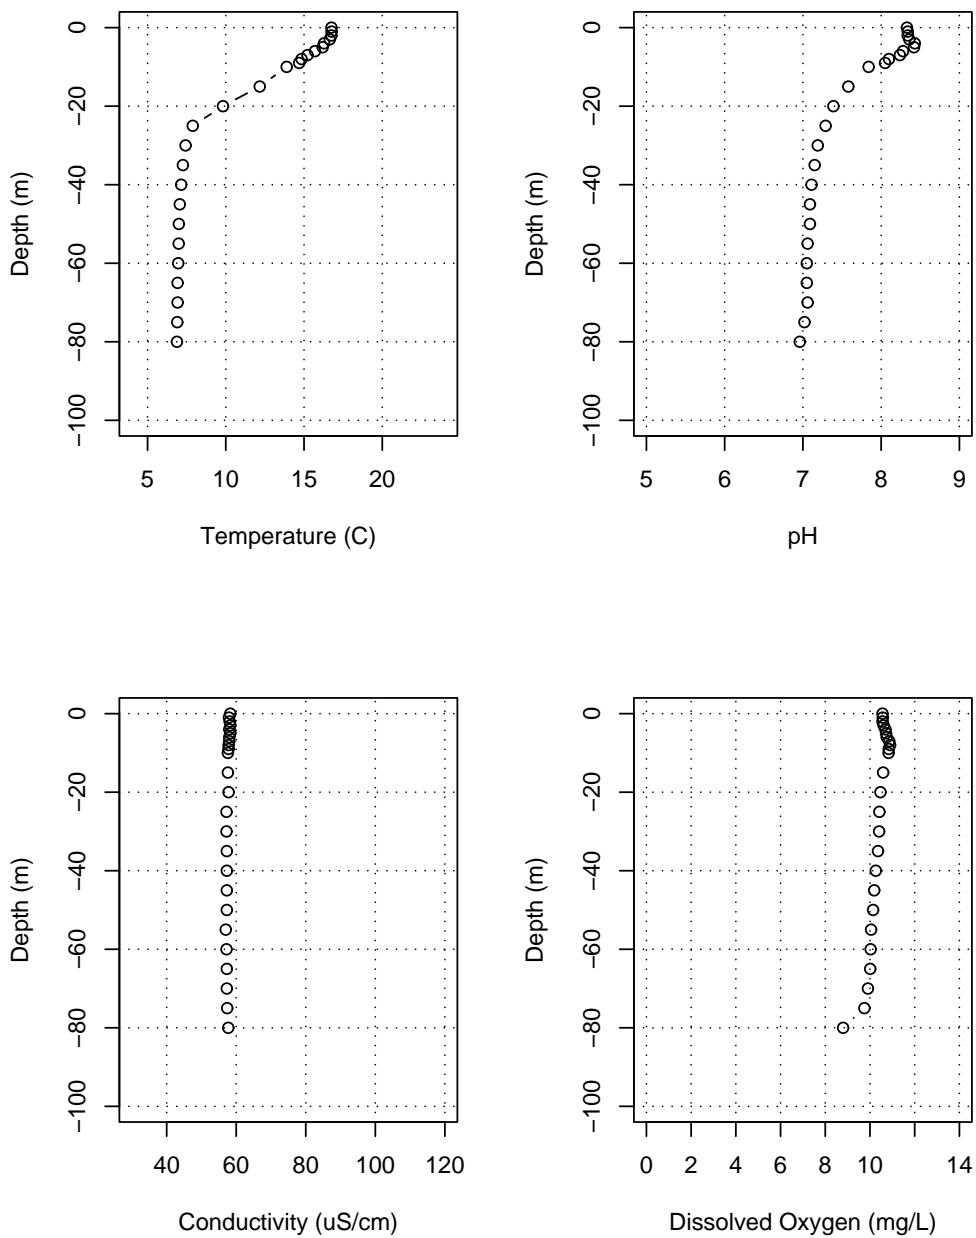 0
−20
−40
−60
−80
−100
Depth (m)
5 10 15 20
Temperature (C)
0
−20
−40
−60
−80
−100
Depth (m)
5 6 7 8 9
pH
0
−20
−40
−60
−80
−100
Depth (m)
40 60 80 100 120
Conductivity (uS/cm)
0
−20
−40
−60
−80
−100
Depth (m)
0 2 4 6 8 10 14
Dissolved Oxygen (mg/L)